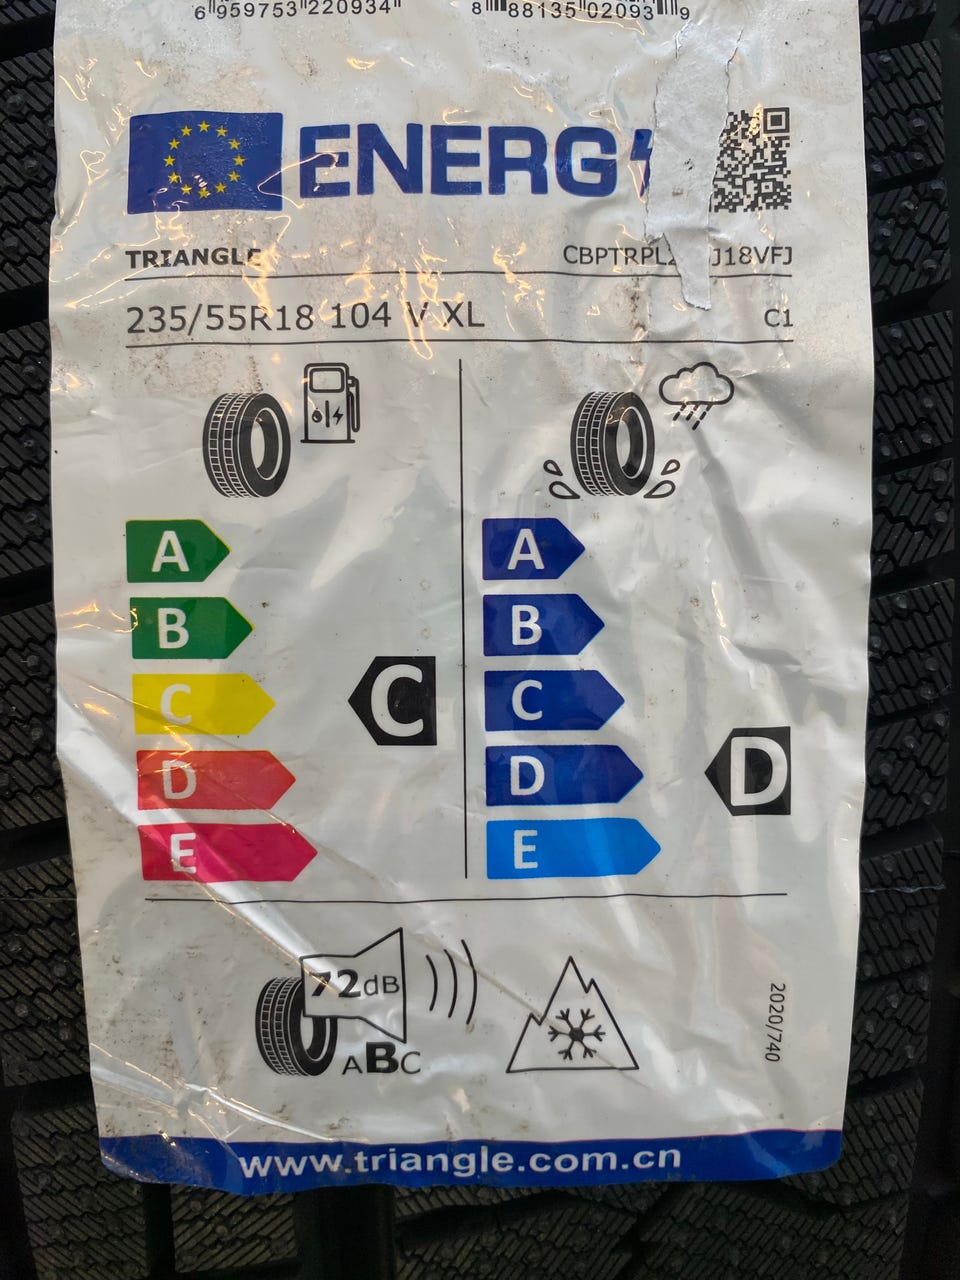 6 959753 220934 8 88135 02093 9
ENERG
TRIANGLE
235/55R18 104 V XL C1
A A
B B
C C C
D D D
E E
72dB
ABC
2020/740
www.triangle.com.cn